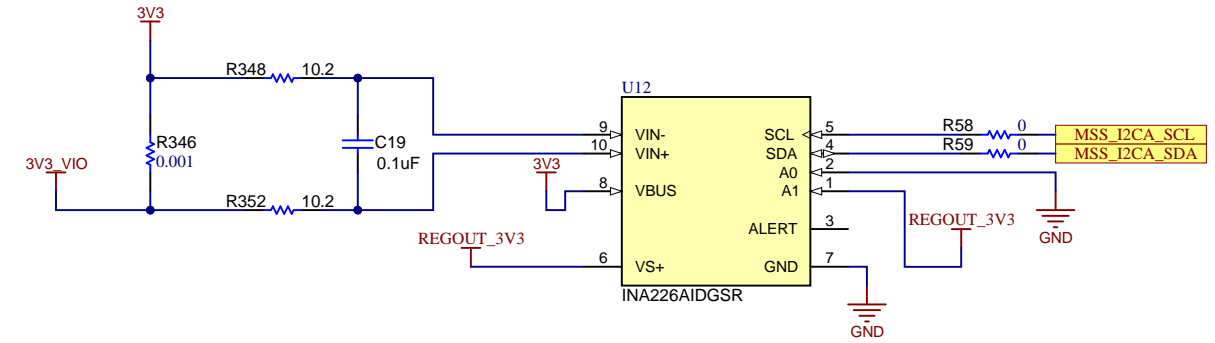 3V3
R348 10.2
U12
R346
0.001
C19
0.1uF
3V3_VIO
R352 10.2
3V3
REGOUT_3V3
9 VIN-
10 VIN+
8 VBUS
6 VS+
SCL 5
SDA 4
A0 2
A1 1
ALERT 3
GND 7
INA226AIDGSR
R58 0 MSS_I2CA_SCL
R59 0 MSS_I2CA_SDA
REGOUT_3V3
GND
GND